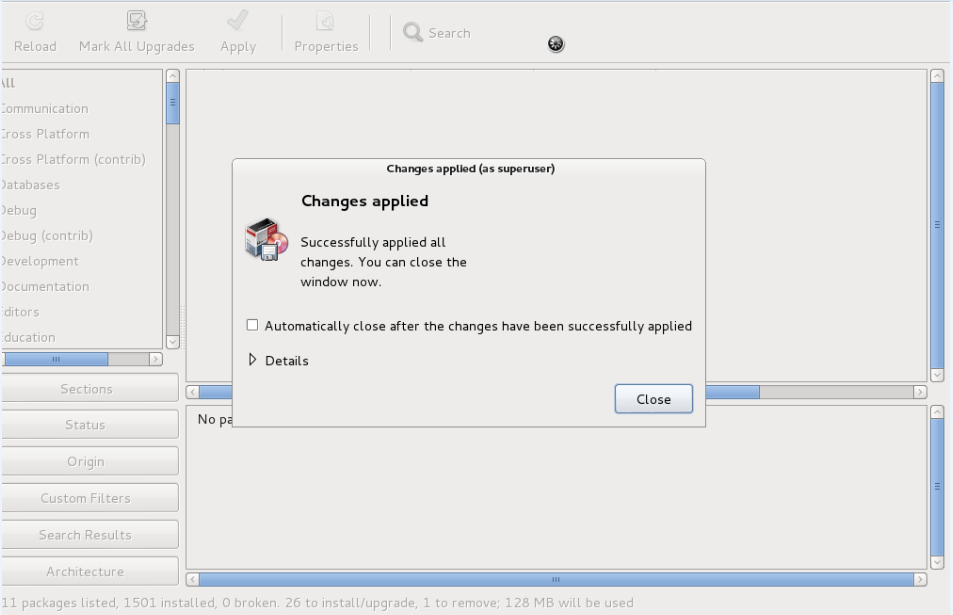 Reload Mark All Upgrades Apply Properties Search
All
Communication
Cross Platform
Cross Platform (contrib)
Databases
Debug
Debug (contrib)
Development
Documentation
Editors
Education
Sections
Status
Origin
Custom Filters
Search Results
Architecture
Changes applied (as superuser)
Changes applied
Successfully applied all
changes. You can close the
window now.
Automatically close after the changes have been successfully applied
Details
Close
No pa
11 packages listed, 1501 installed, 0 broken. 26 to install/upgrade, 1 to remove; 128 MB will be used